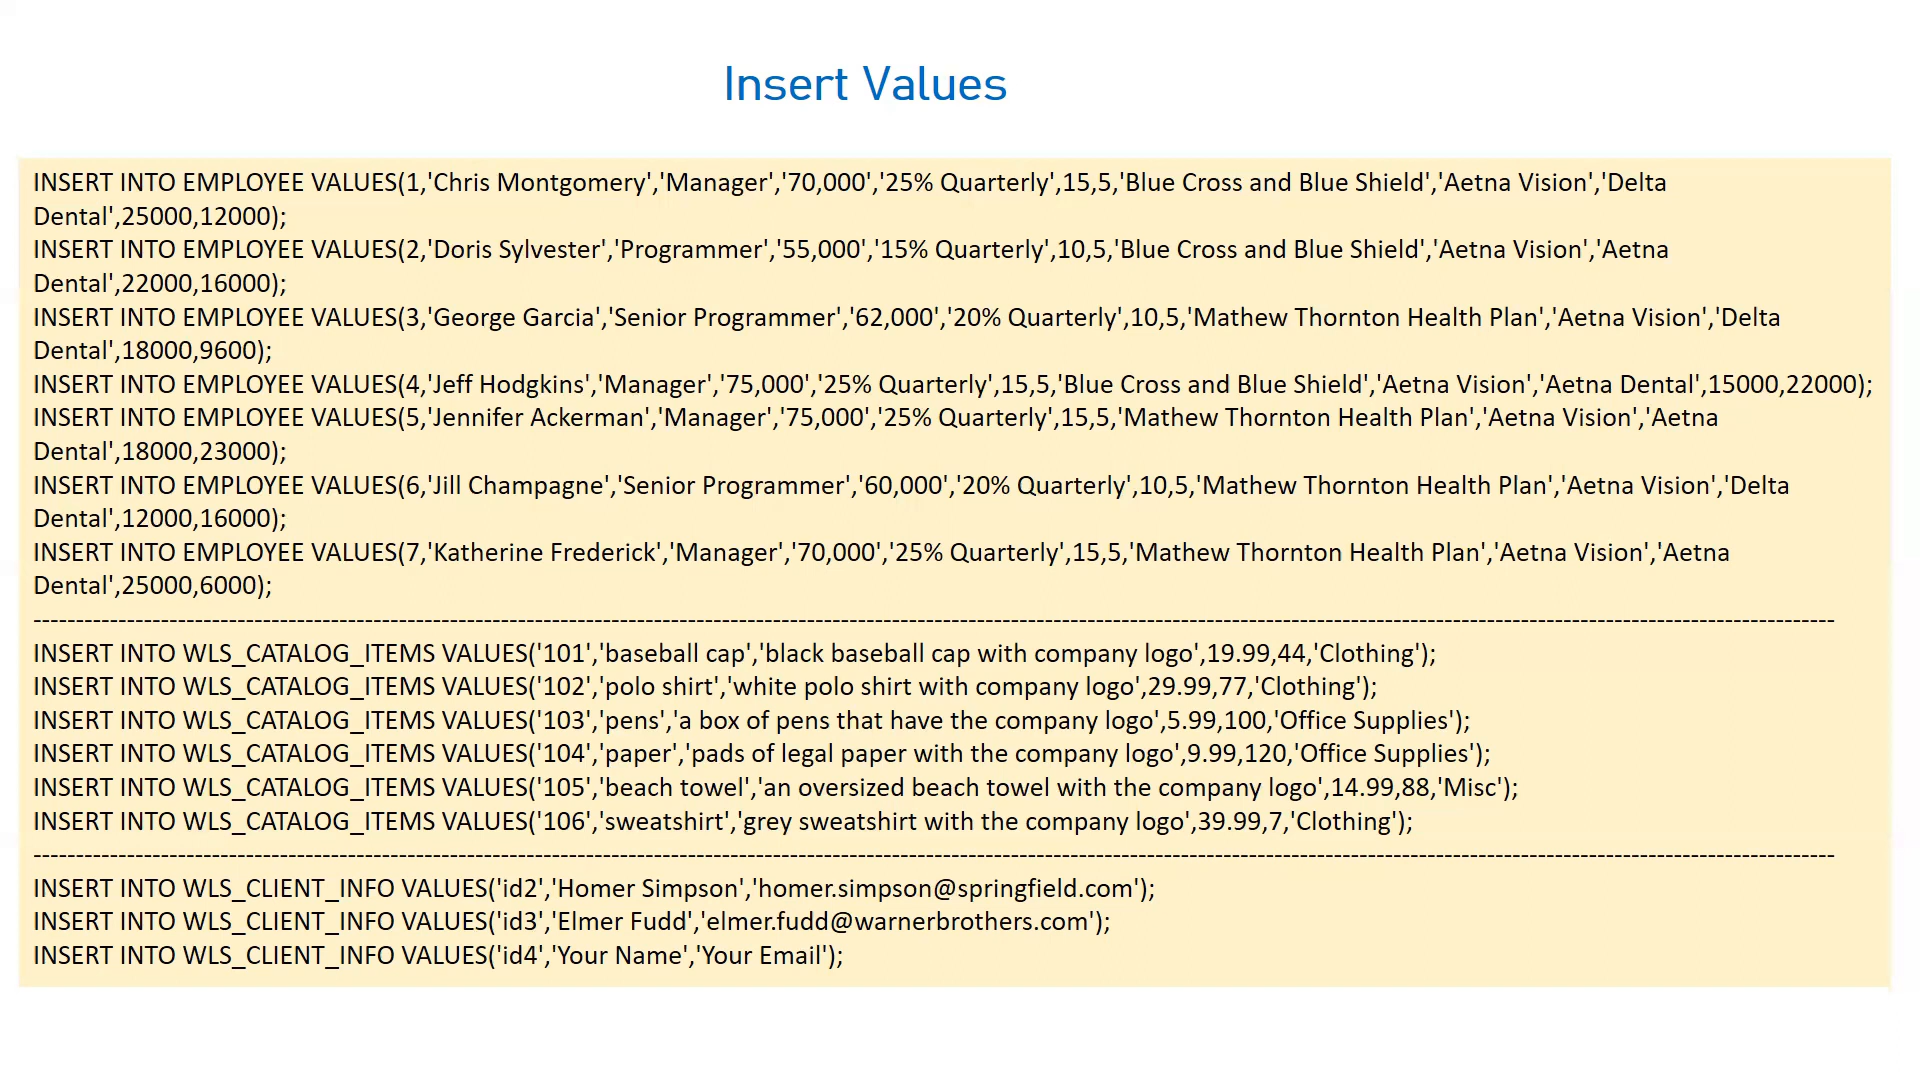 Insert Values
INSERT INTO EMPLOYEE VALUES(1,'Chris Montgomery','Manager','70,000','25% Quarterly',15,5,'Blue Cross and Blue Shield','Aetna Vision','Delta
Dental',25000,12000);
INSERT INTO EMPLOYEE VALUES(2,'Doris Sylvester','Programmer','55,000','15% Quarterly',10,5,'Blue Cross and Blue Shield','Aetna Vision','Aetna
Dental',22000,16000);
INSERT INTO EMPLOYEE VALUES(3,'George Garcia','Senior Programmer','62,000','20% Quarterly',10,5,'Mathew Thornton Health Plan','Aetna Vision','Delta
Dental',18000,9600);
INSERT INTO EMPLOYEE VALUES(4,'Jeff Hodgkins','Manager','75,000','25% Quarterly',15,5,'Blue Cross and Blue Shield','Aetna Vision','Aetna Dental',15000,22000);
INSERT INTO EMPLOYEE VALUES(5,'Jennifer Ackerman','Manager','75,000','25% Quarterly',15,5,'Mathew Thornton Health Plan','Aetna Vision','Aetna
Dental',18000,23000);
INSERT INTO EMPLOYEE VALUES(6,'Jill Champagne','Senior Programmer','60,000','20% Quarterly',10,5,'Mathew Thornton Health Plan','Aetna Vision','Delta
Dental',12000,16000);
INSERT INTO EMPLOYEE VALUES(7,'Katherine Frederick','Manager','70,000','25% Quarterly',15,5,'Mathew Thornton Health Plan','Aetna Vision','Aetna
Dental',25000,6000);
INSERT INTO WLS_CATALOG_ITEMS VALUES('101','baseball cap','black baseball cap with company logo',19.99,44,'Clothing');
INSERT INTO WLS_CATALOG_ITEMS VALUES('102','polo shirt','white polo shirt with company logo',29.99,77,'Clothing');
INSERT INTO WLS_CATALOG_ITEMS VALUES('103','pens','a box of pens that have the company logo',5.99,100,'Office Supplies');
INSERT INTO WLS_CATALOG_ITEMS VALUES('104','paper','pads of legal paper with the company logo',9.99,120,'Office Supplies');
INSERT INTO WLS_CATALOG_ITEMS VALUES('105','beach towel','an oversized beach towel with the company logo',14.99,88,'Misc');
INSERT INTO WLS_CATALOG_ITEMS VALUES('106','sweatshirt','grey sweatshirt with the company logo',39.99,7,'Clothing');
INSERT INTO WLS_CLIENT_INFO VALUES('id2','Homer Simpson','homer.simpson@springfield.com');
INSERT INTO WLS_CLIENT_INFO VALUES('id3','Elmer Fudd','elmer.fudd@warnerbrothers.com');
INSERT INTO WLS_CLIENT_INFO VALUES('id4','Your Name','Your Email');